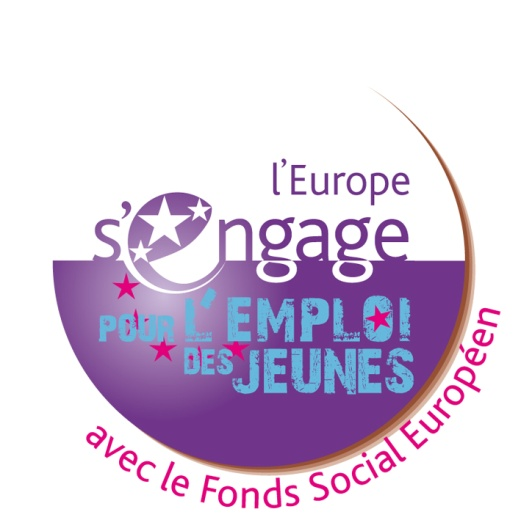 l'Europe
s'engage
POUR L'EMPLOI
DES JEUNES
avec le Fonds Social Européen